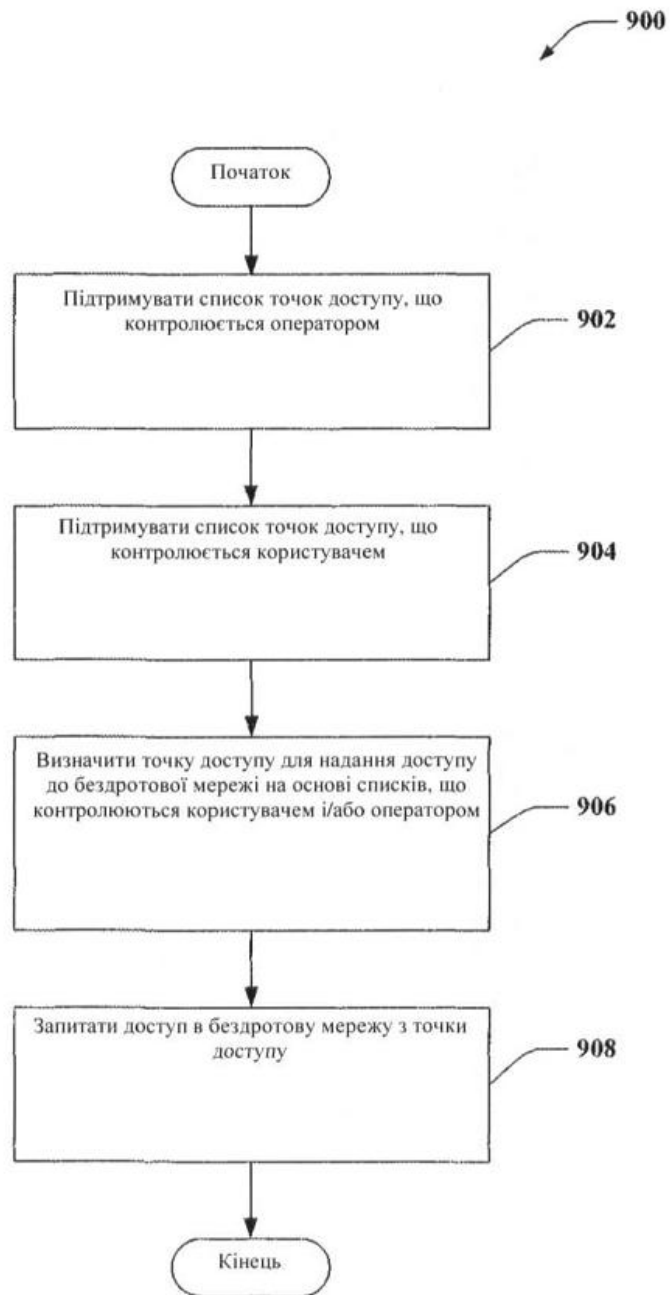 900
Початок
Підтримувати список точок доступу, що
контролюється оператором
902
Підтримувати список точок доступу, що
контролюється користувачем
904
Визначити точку доступу для надання доступу
до бездротової мережі на основі списків, що
контролюються користувачем і/або оператором
906
Запитати доступ в бездротову мережу з точки
доступу
908
Кінець